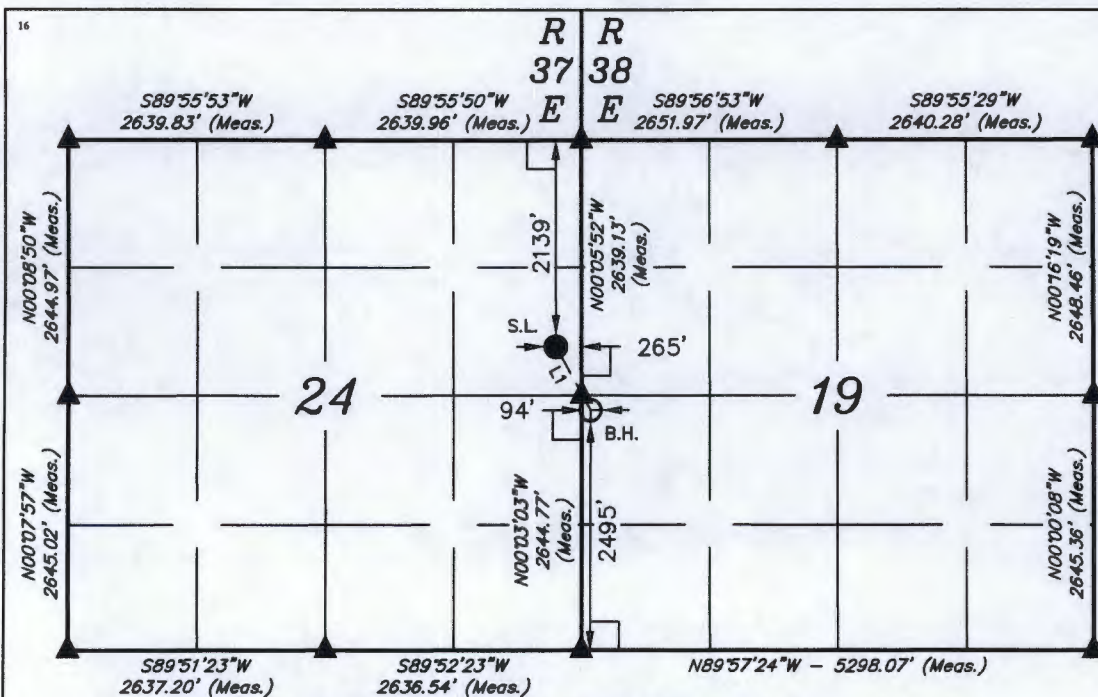 16
R R
37 38
E E
S89°55'53"W
2639.83' (Meas.)
S89°55'50"W
2639.96' (Meas.)
S89°56'53"W
2651.97' (Meas.)
S89°55'29"W
2640.28' (Meas.)
N00°08'50"W
2644.97' (Meas.)
2139'
N00°05'52"W
2639.13'
(Meas.)
N00°16'19"W
2648.46' (Meas.)
S.L.
265'
L1
24
19
94'
B.H.
N00°07'57"W
2645.02' (Meas.)
N00°03'03"W
2644.77'
(Meas.)
2495'
N00°00'08"W
2645.36' (Meas.)
S89°51'23"W
2637.20' (Meas.)
S89°52'23"W
2636.54' (Meas.)
N89°57'24"W – 5298.07' (Meas.)